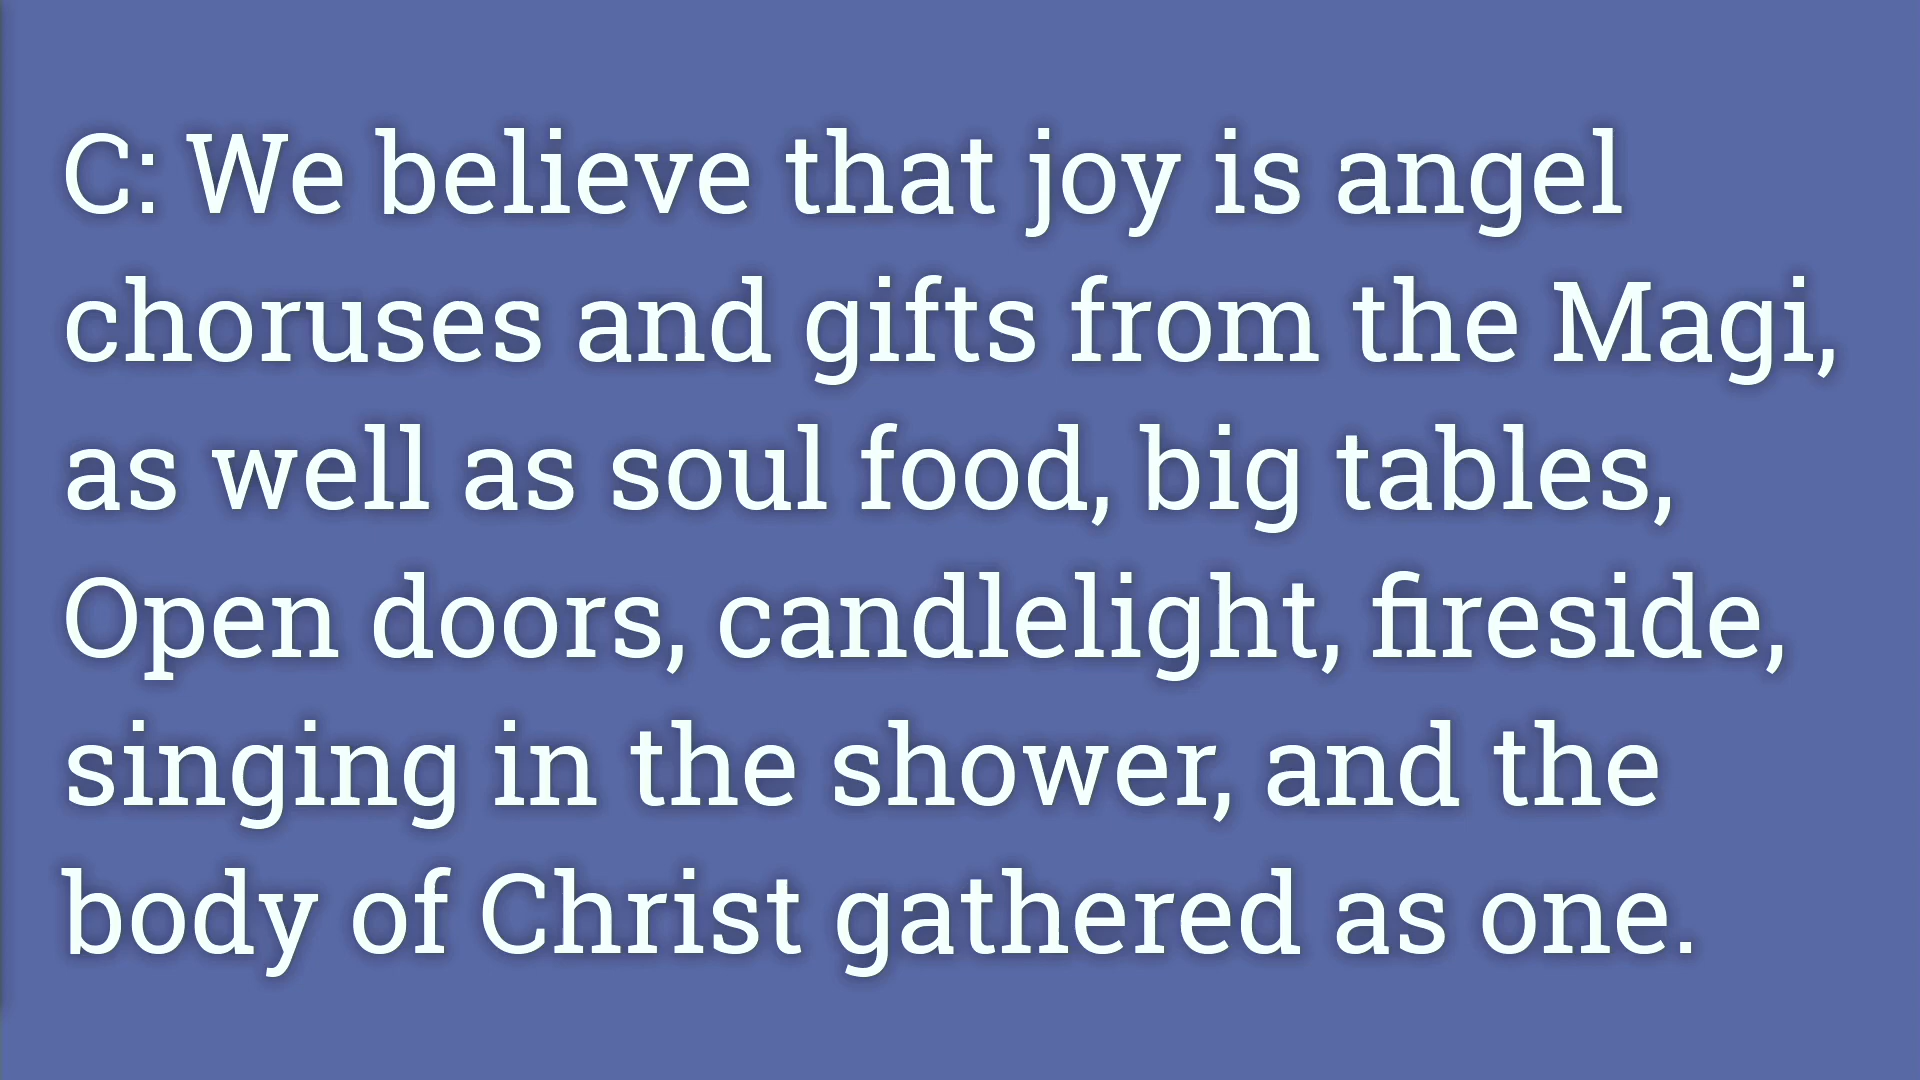 C: We believe that joy is angel
choruses and gifts from the Magi,
as well as soul food, big tables,
Open doors, candlelight, fireside,
singing in the shower, and the
body of Christ gathered as one.